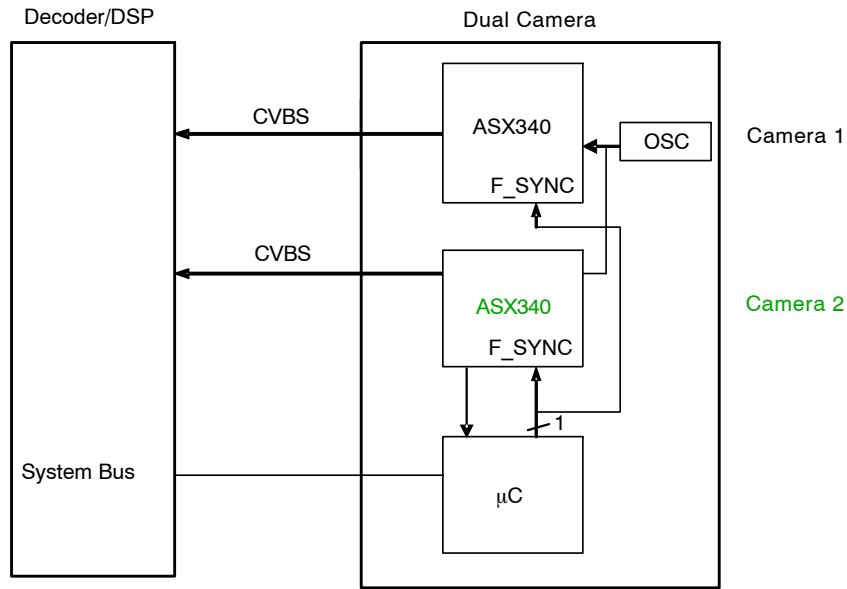 Decoder/DSP
Dual Camera
CVBS
ASX340
OSC
Camera 1
F_SYNC
CVBS
ASX340
Camera 2
F_SYNC
1
System Bus
μC